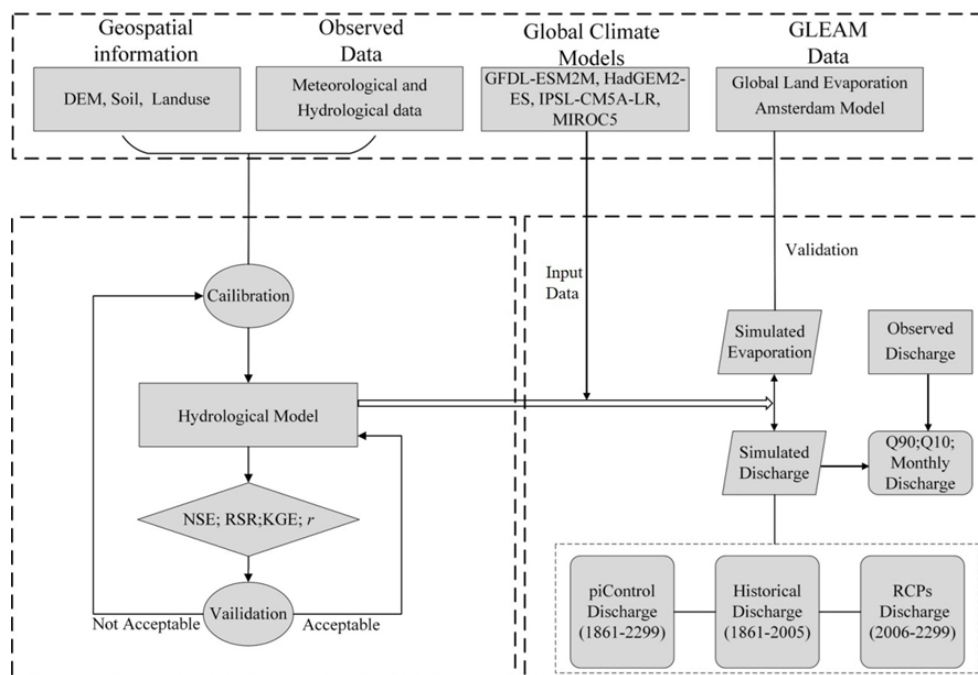 Geospatial
information
Observed
Data
Global Climate
Models
GLEAM
Data
DEM, Soil, Landuse
Meteorological and
Hydrological data
GFDL-ESM2M, HadGEM2-
ES, IPSL-CM5A-LR,
MIROC5
Global Land Evaporation
Amsterdam Model
Cailibration
Hydrological Model
NSE; RSR;KGE; r
Vailidation
Not Acceptable
Acceptable
Input
Data
Validation
Simulated
Evaporation
Observed
Discharge
Simulated
Discharge
Q90;Q10;
Monthly
Discharge
piControl
Discharge
(1861-2299)
Historical
Discharge
(1861-2005)
RCPs
Discharge
(2006-2299)